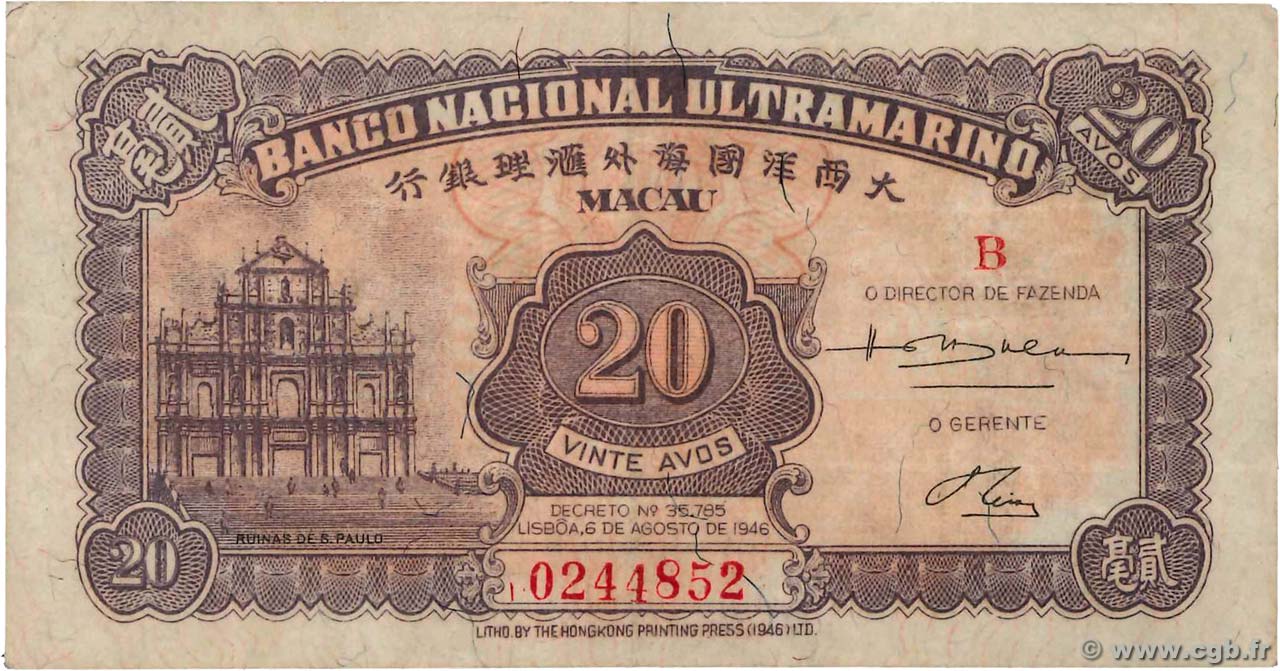 貳毫
20
AVOS
BANCO NACIONAL ULTRAMARINO
行銀理滙外海國洋西大
MACAU
B
O DIRECTOR DE FAZENDA
20
VINTE AVOS
O GERENTE
DECRETO Nº 35.785
LISBÔA, 6 DE AGOSTO DE 1946
RUINAS DE S. PAULO
20
0244852
貳毫
LITHO. BY THE HONGKONG PRINTING PRESS (1946) LTD.
© www.cgb.fr